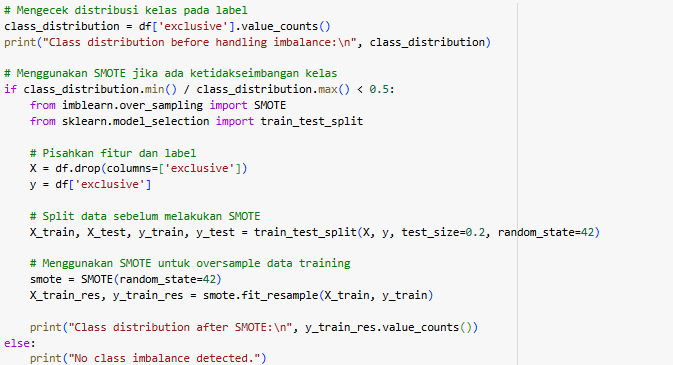 # Mengecek distribusi kelas pada label
class_distribution = df['exclusive'].value_counts()
print("Class distribution before handling imbalance:\n", class_distribution)
# Menggunakan SMOTE jika ada ketidakseimbangan kelas
if class_distribution.min() / class_distribution.max() < 0.5:
    from imblearn.over_sampling import SMOTE
    from sklearn.model_selection import train_test_split
    # Pisahkan fitur dan label
    X = df.drop(columns=['exclusive'])
    y = df['exclusive']
    # Split data sebelum melakukan SMOTE
    X_train, X_test, y_train, y_test = train_test_split(X, y, test_size=0.2, random_state=42)
    # Menggunakan SMOTE untuk oversample data training
    smote = SMOTE(random_state=42)
    X_train_res, y_train_res = smote.fit_resample(X_train, y_train)
    print("Class distribution after SMOTE:\n", y_train_res.value_counts())
else:
    print("No class imbalance detected.")